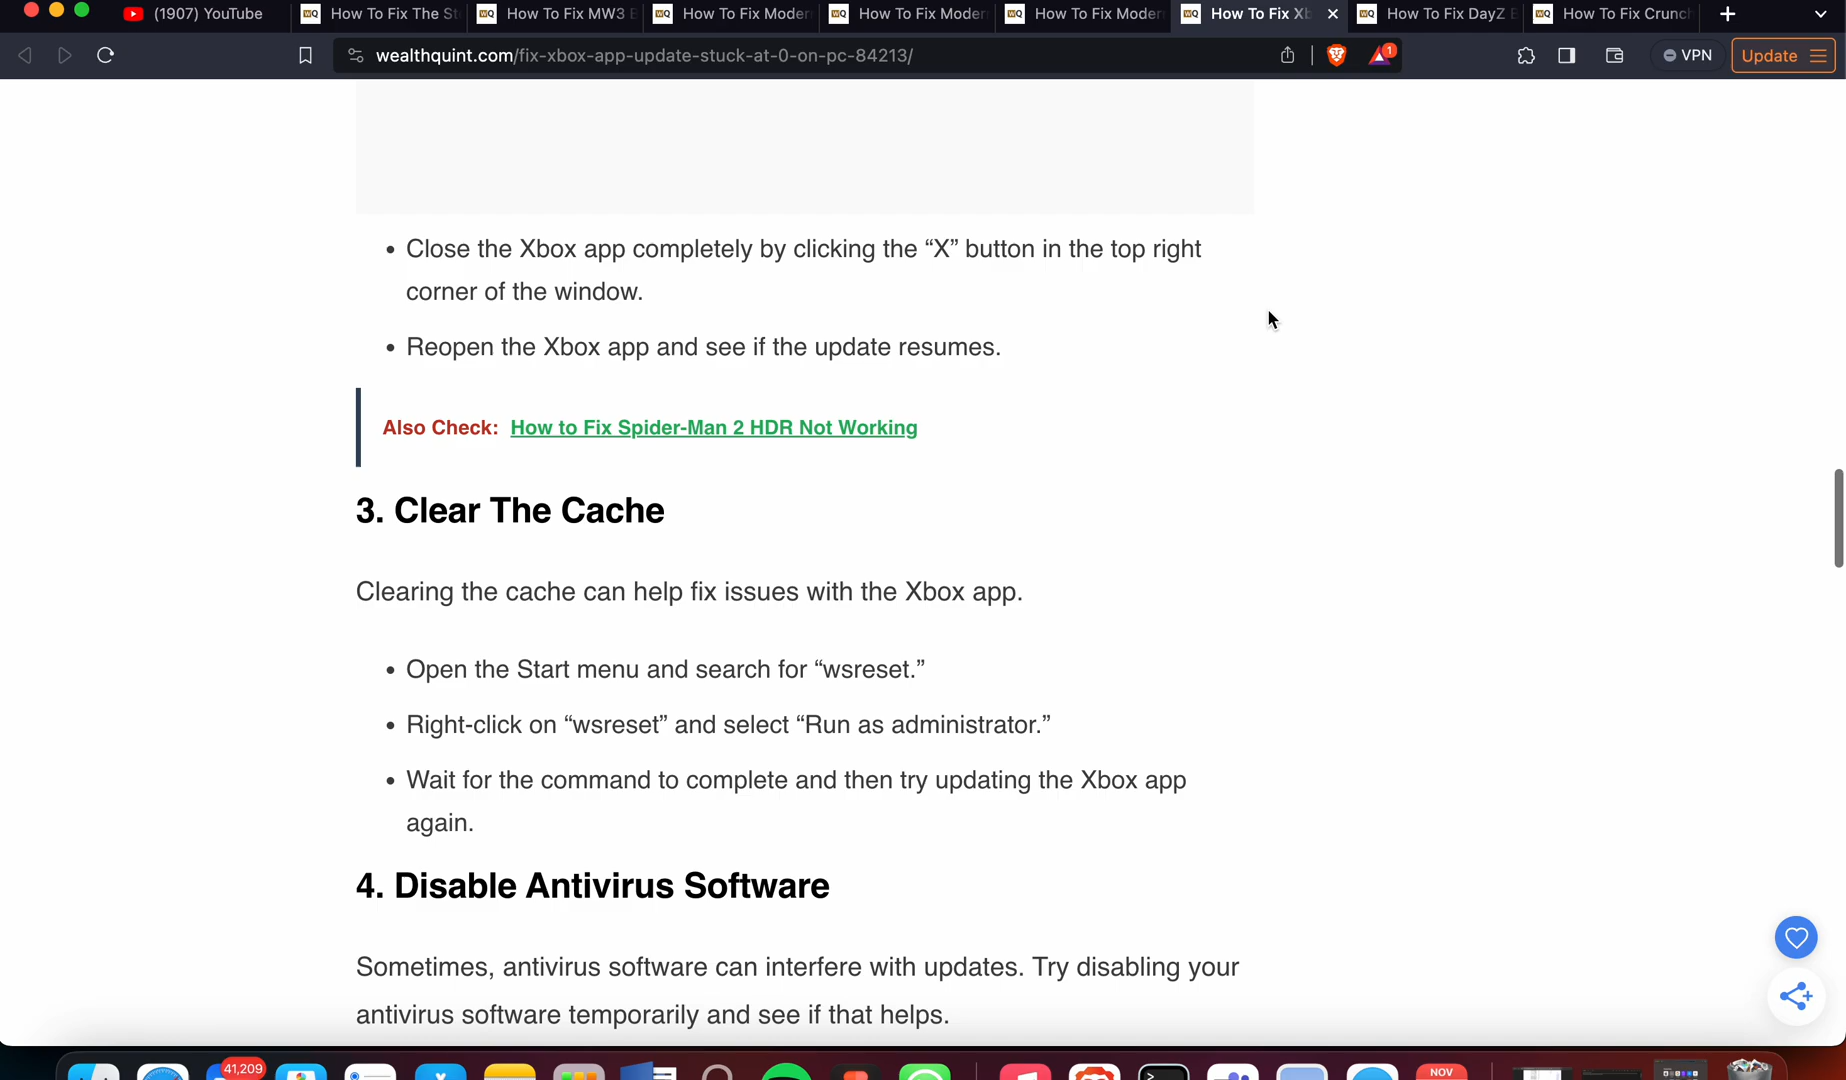 (1907) YouTube
How To Fix The St
How To Fix MW3 E
How To Fix Modern
How To Fix Modern
How To Fix Modern
How To Fix Xb
How To Fix DayZ E
How To Fix Crunch
wealthquint.com/fix-xbox-app-update-stuck-at-0-on-pc-84213/
1
VPN
Update
• Close the Xbox app completely by clicking the “X” button in the top right
corner of the window.
• Reopen the Xbox app and see if the update resumes.
Also Check: How to Fix Spider-Man 2 HDR Not Working
3. Clear The Cache
Clearing the cache can help fix issues with the Xbox app.
• Open the Start menu and search for “wsreset.”
• Right-click on “wsreset” and select “Run as administrator.”
• Wait for the command to complete and then try updating the Xbox app
again.
4. Disable Antivirus Software
Sometimes, antivirus software can interfere with updates. Try disabling your
antivirus software temporarily and see if that helps.
41,209
NOV